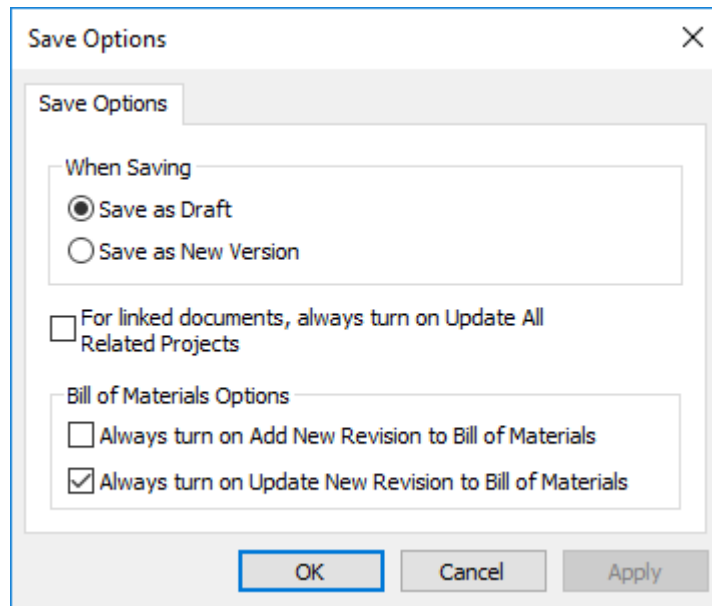 Save Options
Save Options
When Saving
Save as Draft
Save as New Version
For linked documents, always turn on Update All
Related Projects
Bill of Materials Options
Always turn on Add New Revision to Bill of Materials
Always turn on Update New Revision to Bill of Materials
OK Cancel Apply